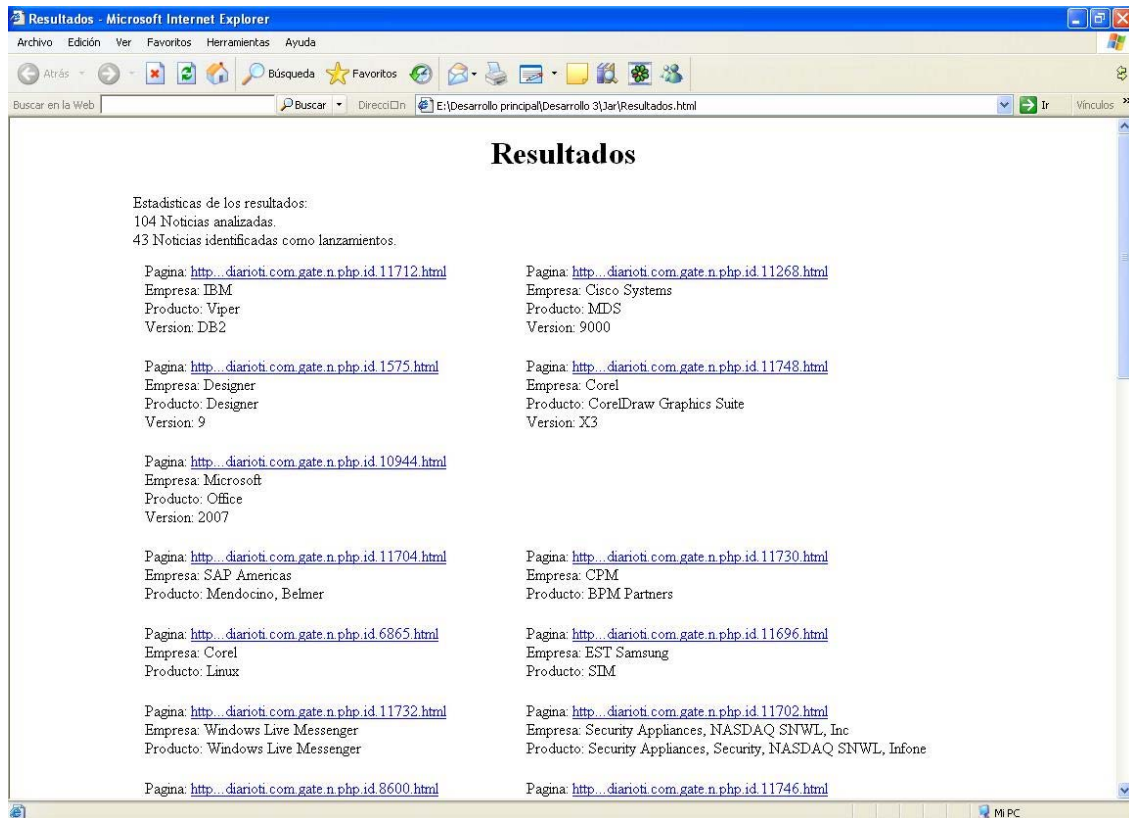 Resultados - Microsoft Internet Explorer
Archivo Edición Ver Favoritos Herramientas Ayuda
Atrás Búsqueda Favoritos
Buscar en la Web Buscar Direcci□n E:\Desarrollo principal\Desarrollo 3\Jar\Resultados.html Ir Vínculos »
Resultados
Estadisticas de los resultados:
104 Noticias analizadas.
43 Noticias identificadas como lanzamientos.
Pagina: http...diarioti.com.gate.n.php.id.11712.html
Empresa: IBM
Producto: Viper
Version: DB2
Pagina: http...diarioti.com.gate.n.php.id.11268.html
Empresa: Cisco Systems
Producto: MDS
Version: 9000
Pagina: http...diarioti.com.gate.n.php.id.1575.html
Empresa: Designer
Producto: Designer
Version: 9
Pagina: http...diarioti.com.gate.n.php.id.11748.html
Empresa: Corel
Producto: CorelDraw Graphics Suite
Version: X3
Pagina: http...diarioti.com.gate.n.php.id.10944.html
Empresa: Microsoft
Producto: Office
Version: 2007
Pagina: http...diarioti.com.gate.n.php.id.11704.html
Empresa: SAP Americas
Producto: Mendocino, Belmer
Pagina: http...diarioti.com.gate.n.php.id.11730.html
Empresa: CPM
Producto: BPM Partners
Pagina: http...diarioti.com.gate.n.php.id.6865.html
Empresa: Corel
Producto: Linux
Pagina: http...diarioti.com.gate.n.php.id.11696.html
Empresa: EST Samsung
Producto: SIM
Pagina: http...diarioti.com.gate.n.php.id.11732.html
Empresa: Windows Live Messenger
Producto: Windows Live Messenger
Pagina: http...diarioti.com.gate.n.php.id.11702.html
Empresa: Security Appliances, NASDAQ SNWL, Inc
Producto: Security Appliances, Security, NASDAQ SNWL, Infone
Pagina: http...diarioti.com.gate.n.php.id.8600.html
Pagina: http...diarioti.com.gate.n.php.id.11746.html
Mi PC